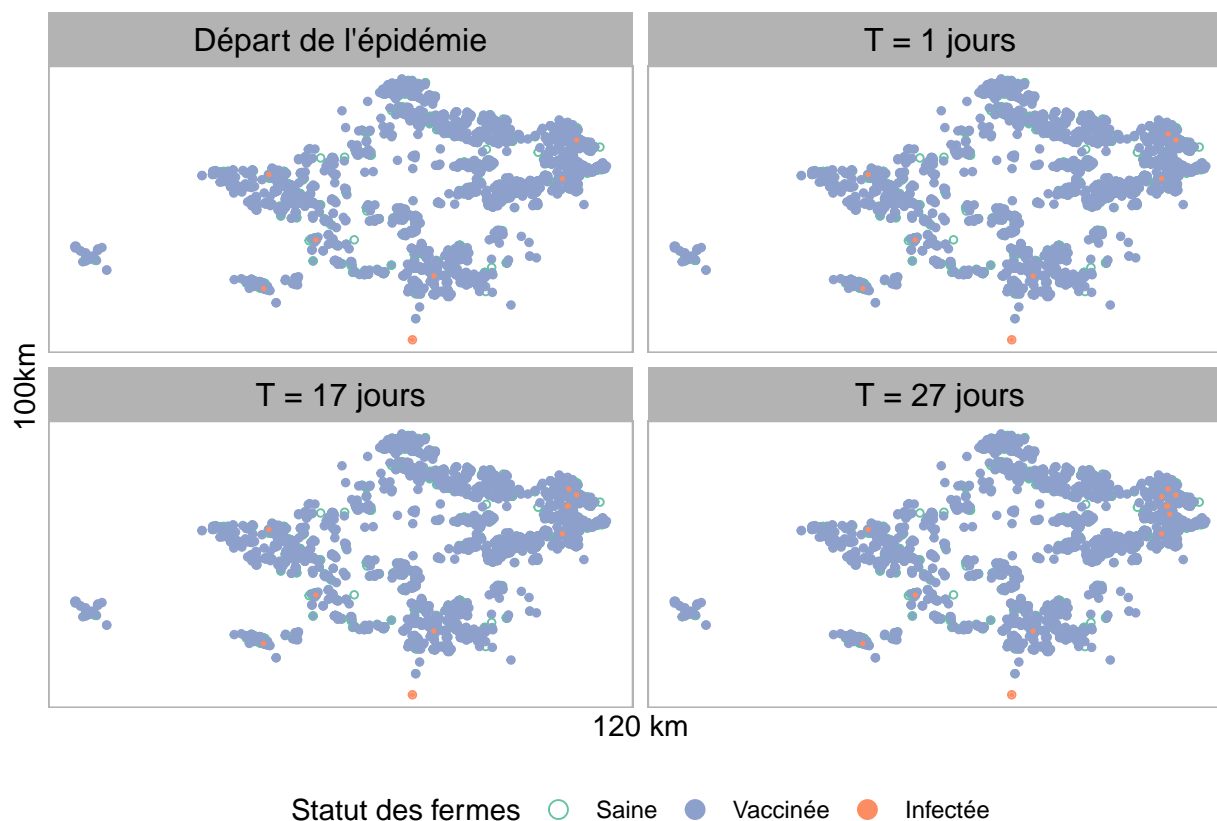 Départ de l'épidémie
T = 1 jours
T = 17 jours
T = 27 jours
100km
120 km
Statut des fermes Saine Vaccinée Infectée